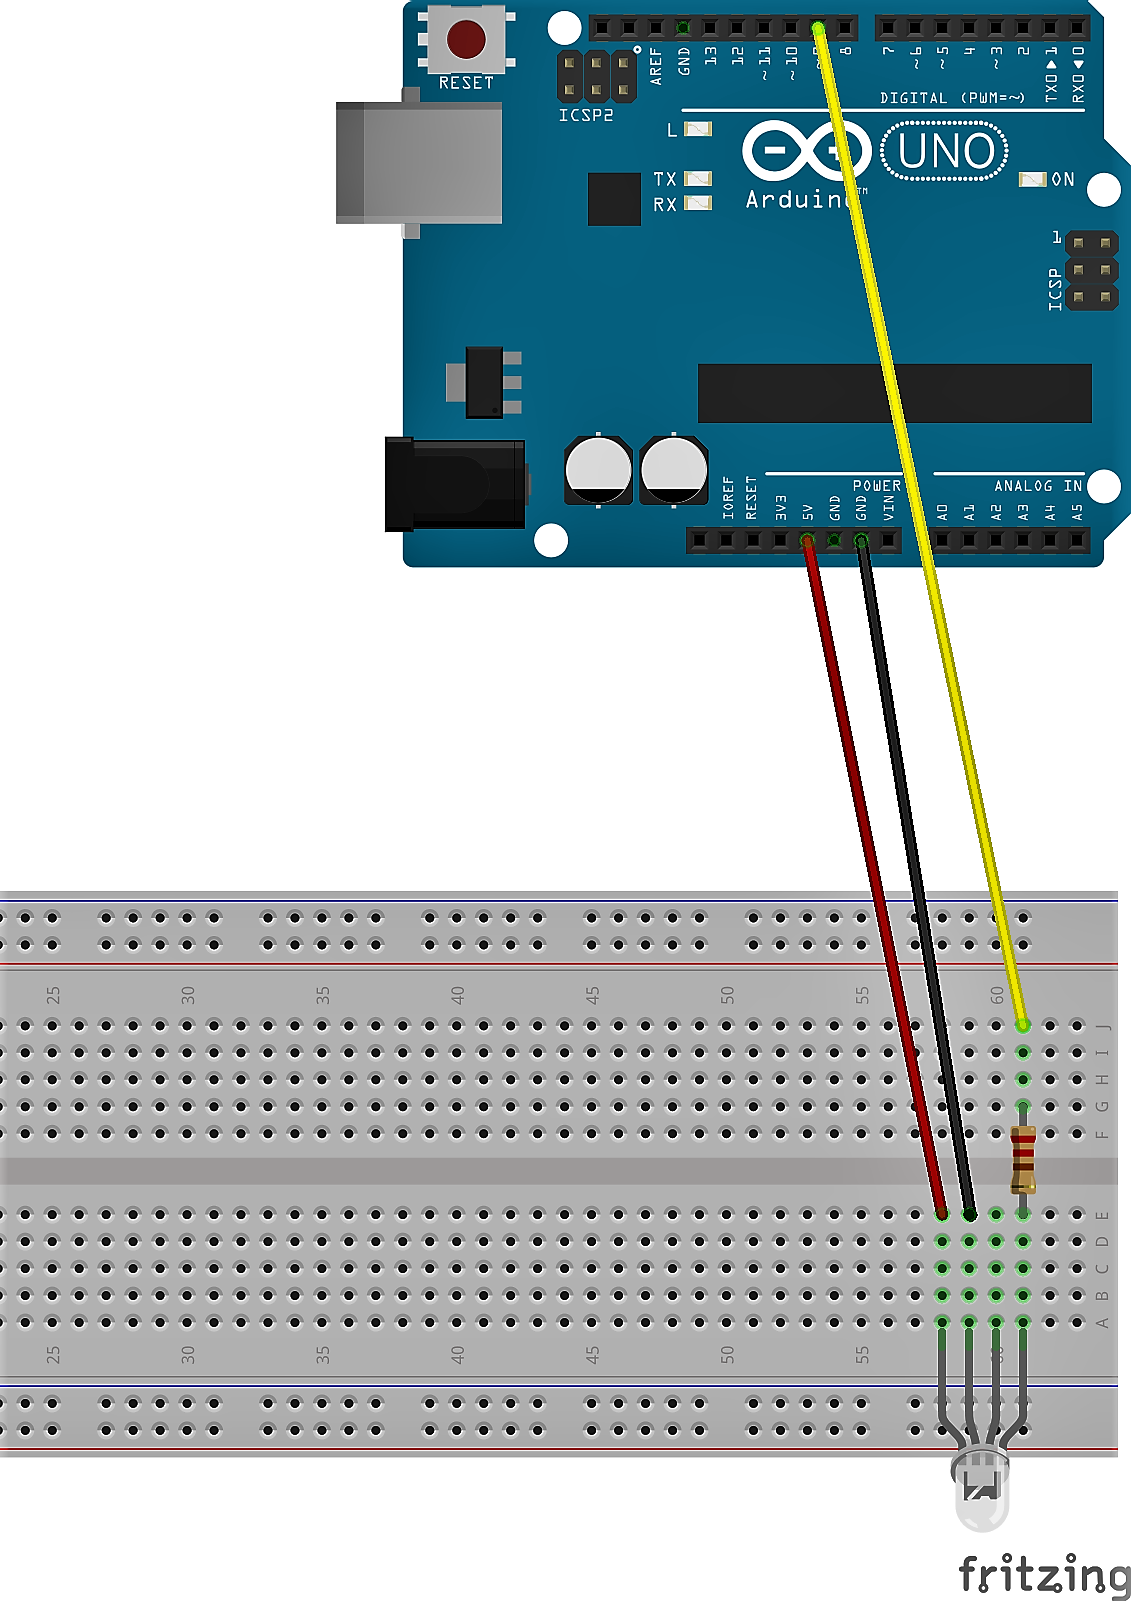 RESET
ICSP2
AREF
GND
13
12
~11
~10
8
7
~6
~5
4
~3
2
TX0▶1
RX0◀0
DIGITAL (PWM=~)
L
TX
RX
Arduino™
UNO
ON
1
ICSP
IOREF
RESET
3V3
5V
GND
GND
VIN
POWER
A0
A1
A2
A3
A4
A5
ANALOG IN
25 30 35 40 45 50 55 60
J
I
H
G
F
E
D
C
B
A
25 30 35 40 45 50 55 60
fritzing